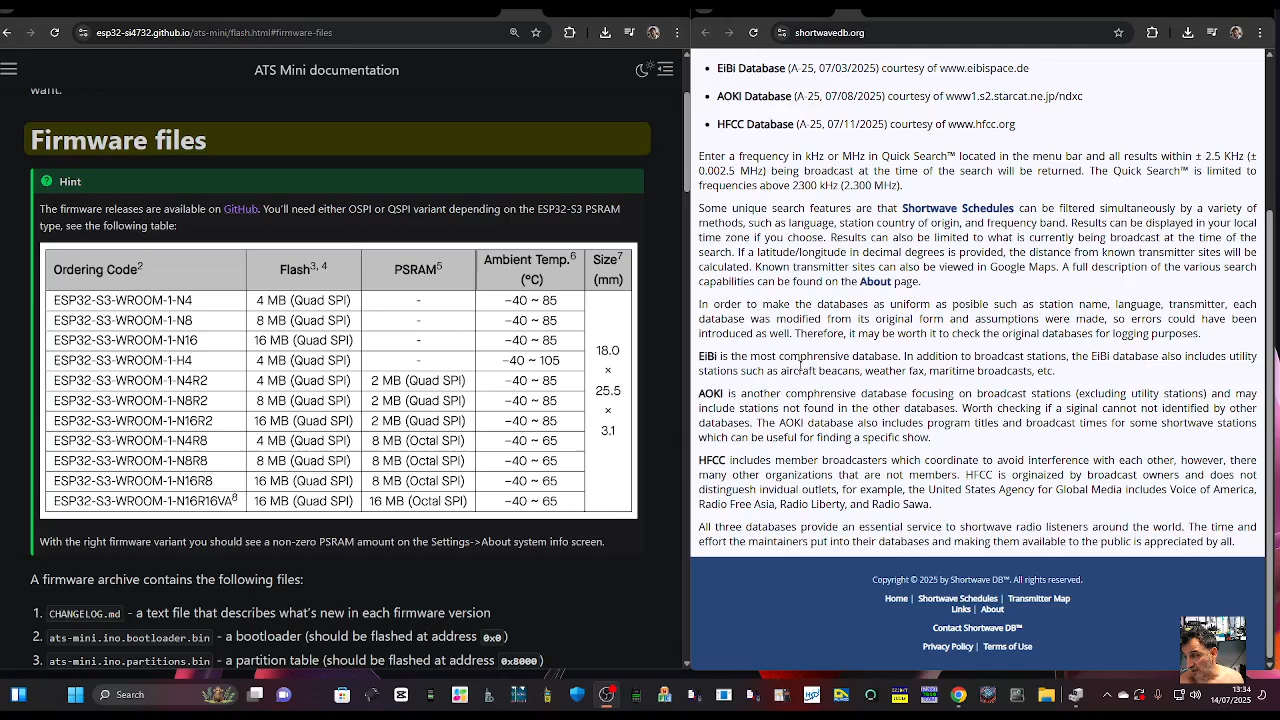 esp32-si4732.github.io/ats-mini/flash.html#firmware-files
ATS Mini documentation
want.
Firmware files
Hint
The firmware releases are available on GitHub. You'll need either OSPI or QSPI variant depending on the ESP32-S3 PSRAM
type, see the following table:
Ordering Code2 Flash3, 4 PSRAM5 Ambient Temp.6 (°C) Size7 (mm)
ESP32-S3-WROOM-1-N4 4 MB (Quad SPI) - −40 ~ 85
ESP32-S3-WROOM-1-N8 8 MB (Quad SPI) - −40 ~ 85
ESP32-S3-WROOM-1-N16 16 MB (Quad SPI) - −40 ~ 85
ESP32-S3-WROOM-1-H4 4 MB (Quad SPI) - −40 ~ 105
ESP32-S3-WROOM-1-N4R2 4 MB (Quad SPI) 2 MB (Quad SPI) −40 ~ 85
ESP32-S3-WROOM-1-N8R2 8 MB (Quad SPI) 2 MB (Quad SPI) −40 ~ 85
ESP32-S3-WROOM-1-N16R2 16 MB (Quad SPI) 2 MB (Quad SPI) −40 ~ 85
ESP32-S3-WROOM-1-N4R8 4 MB (Quad SPI) 8 MB (Octal SPI) −40 ~ 65
ESP32-S3-WROOM-1-N8R8 8 MB (Quad SPI) 8 MB (Octal SPI) −40 ~ 65
ESP32-S3-WROOM-1-N16R8 16 MB (Quad SPI) 8 MB (Octal SPI) −40 ~ 65
ESP32-S3-WROOM-1-N16R16VA8 16 MB (Quad SPI) 16 MB (Octal SPI) −40 ~ 65
18.0
×
25.5
×
3.1
With the right firmware variant you should see a non-zero PSRAM amount on the Settings->About system info screen.
A firmware archive contains the following files:
1. CHANGELOG.md - a text file that describes what's new in each firmware version
2. ats-mini.ino.bootloader.bin - a bootloader (should be flashed at address 0x0)
3. ats-mini.ino.partitions.bin - a partition table (should be flashed at address 0x8000)
shortwavedb.org
EiBi Database (A-25, 07/03/2025) courtesy of www.eibispace.de
AOKI Database (A-25, 07/08/2025) courtesy of www1.s2.starcat.ne.jp/ndxc
HFCC Database (A-25, 07/11/2025) courtesy of www.hfcc.org
Enter a frequency in kHz or MHz in Quick Search™ located in the menu bar and all results within ± 2.5 KHz (±
0.002.5 MHz) being broadcast at the time of the search will be returned. The Quick Search™ is limited to
frequencies above 2300 kHz (2.300 MHz).
Some unique search features are that Shortwave Schedules can be filtered simultaneously by a variety of
methods, such as language, station country of origin, and frequency band. Results can be displayed in your local
time zone if you choose. Results can also be limited to what is currently being broadcast at the time of the
search. If a latitude/longitude in decimal degrees is provided, the distance from known transmitter sites will be
calculated. Known transmitter sites can also be viewed in Google Maps. A full description of the various search
capabilities can be found on the About page.
In order to make the databases as uniform as posible such as station name, language, transmitter, each
database was modified from its original form and assumptions were made, so errors could have been
introduced as well. Therefore, it may be worth it to check the original databases for logging purposes.
EiBi is the most comphrensive database. In addition to broadcast stations, the EiBi database also includes utility
stations such as aircraft beacans, weather fax, maritime broadcasts, etc.
AOKI is another comphrensive database focusing on broadcast stations (excluding utility stations) and may
include stations not found in the other databases. Worth checking if a siginal cannot not identified by other
databases. The AOKI database also includes program titles and broadcast times for some shortwave stations
which can be useful for finding a specific show.
HFCC includes member broadcasters which coordinate to avoid interference with each other, however, there
many other organizations that are not members. HFCC is orginaized by broadcast owners and does not
distinguesh invidual outlets, for example, the United States Agency for Global Media includes Voice of America,
Radio Free Asia, Radio Liberty, and Radio Sawa.
All three databases provide an essential service to shortwave radio listeners around the world. The time and
effort the maintainers put into their databases and making them available to the public is appreciated by all.
Copyright © 2025 by Shortwave DB™. All rights reserved.
Home | Shortwave Schedules | Transmitter Map
Links | About
Contact Shortwave DB™
Privacy Policy | Terms of Use
Search
13:34
14/07/2025